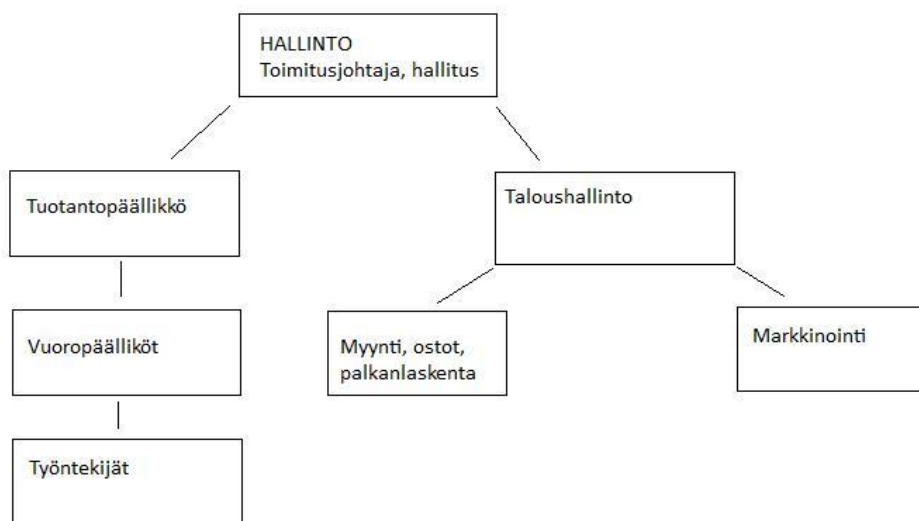 HALLINTO
Toimitusjohtaja, hallitus
Tuotantopäällikkö
Taloushallinto
Vuoropäälliköt
Myynti, ostot,
palkanlaskenta
Markkinointi
Työntekijät